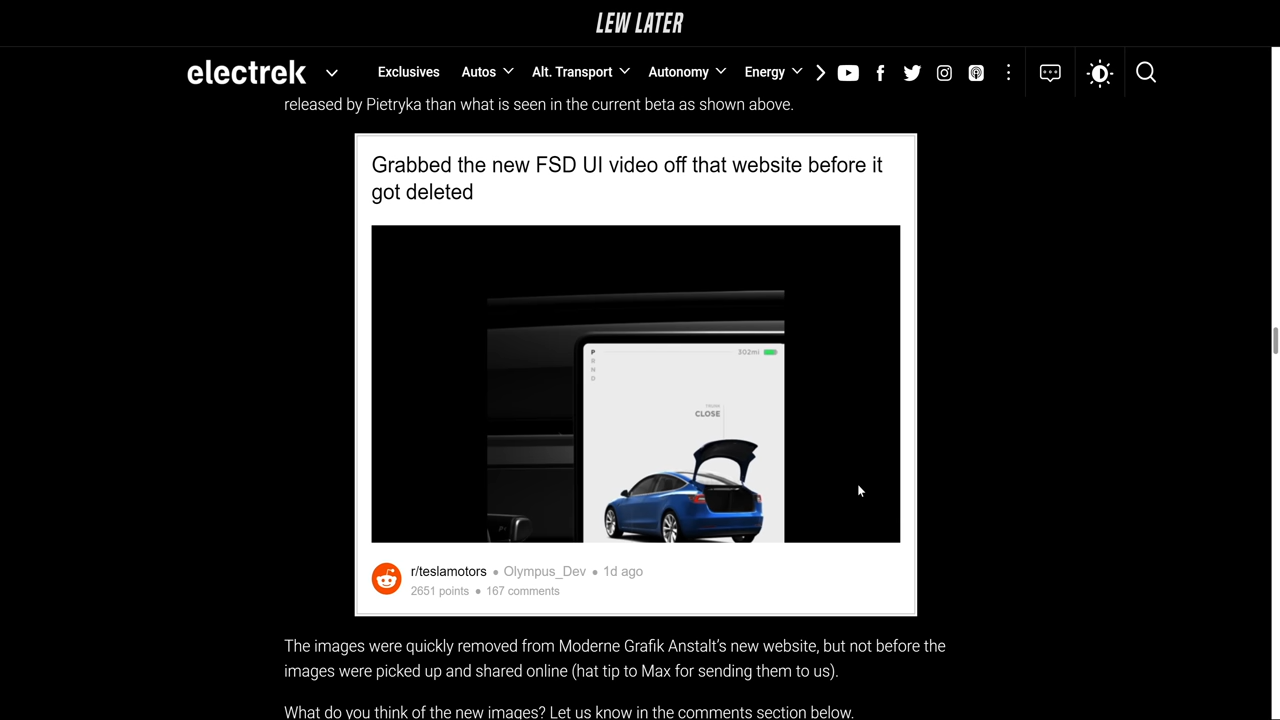 LEW LATER
electrek
Exclusives Autos Alt. Transport Autonomy Energy
released by Pietryka than what is seen in the current beta as shown above.
Grabbed the new FSD UI video off that website before it
got deleted
P
R
N
D
302mi
CLOSE
r/teslamotors • Olympus_Dev • 1d ago
2651 points • 167 comments
The images were quickly removed from Moderne Grafik Anstalt's new website, but not before the
images were picked up and shared online (hat tip to Max for sending them to us).
What do you think of the new images? Let us know in the comments section below.